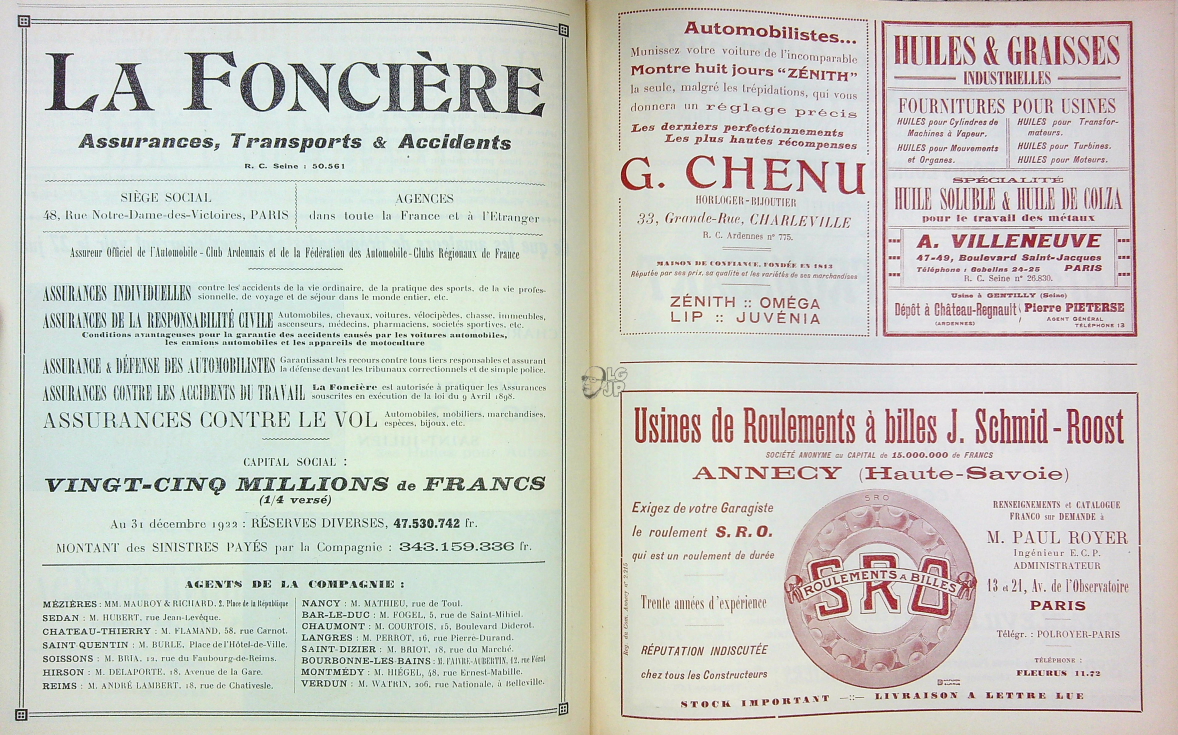 LA FONCIÈRE
Assurances, Transports & Accidents
R. C. Seine : 50.561
SIÈGE SOCIAL
48, Rue Notre-Dame-des-Victoires, PARIS
AGENCES
dans toute la France et à l'Etranger
Assureur Officiel de l'Automobile-Club Ardennais et de la Fédération des Automobile-Clubs Régionaux de France
ASSURANCES INDIVIDUELLES contre les accidents de la vie ordinaire, de la pratique des sports, de la vie profes-
sionnelle, de voyage et de séjour dans le monde entier, etc.
ASSURANCES DE LA RESPONSABILITÉ CIVILE Automobiles, chevaux, voitures, vélocipèdes, chasse, immeubles,
ascenseurs, médecins, pharmaciens, societés sportives, etc.
Conditions avantageuses pour la garantie des accidents causés par les voitures automobiles,
les camions automobiles et les appareils de motoculture
ASSURANCE & DÉFENSE DES AUTOMOBILISTES Garantissant les recours contre tous tiers responsables et assurant
la défense devant les tribunaux correctionnels et de simple police.
ASSURANCES CONTRE LES ACCIDENTS DU TRAVAIL La Foncière est autorisée à pratiquer les Assurances
souscrites en exécution de la loi du 9 Avril 1898.
ASSURANCES CONTRE LE VOL Automobiles, mobiliers, marchandises,
espèces, bijoux, etc.
CAPITAL SOCIAL :
VINGT-CINQ MILLIONS de FRANCS
(1/4 versé)
Au 31 décembre 1922 : RÉSERVES DIVERSES, 47.530.742 fr.
MONTANT des SINISTRES PAYÉS par la Compagnie : 343.159.336 fr.
AGENTS DE LA COMPAGNIE :
MÉZIÈRES : MM. MAUROY & RICHARD, 2, Place de la République
SEDAN : M. HUBERT, rue Jean-Levêque.
CHATEAU-THIERRY : M. FLAMAND, 58, rue Carnot.
SAINT QUENTIN : M. BURLE, Place de l'Hôtel-de-Ville.
SOISSONS : M. BRIA, 12, rue du Faubourg-de-Reims.
HIRSON : M. DELAPORTE, 18, Avenue de la Gare.
REIMS : M. ANDRÉ LAMBERT, 18, rue de Chativesle.
NANCY : M. MATHIEU, rue de Toul.
BAR-LE-DUC : M. FOGEL, 5, rue de Saint-Mihiel.
CHAUMONT : M. COURTOIS, 15, Boulevard Diderot.
LANGRES : M. PERROT, 16, rue Pierre-Durand.
SAINT-DIZIER : M. BRIOT, 18, rue du Marché.
BOURBONNE-LES-BAINS : M. FAIVRE-AUBERTIN, 12, rue Férat
MONTMÉDY : M. HIÉGEL, 48, rue Ernest-Mabille.
VERDUN : M. WATRIN, 206, rue Nationale, à Belleville.
Automobilistes...
Munissez votre voiture de l'incomparable
Montre huit jours "ZÉNITH"
la seule, malgré les trépidations, qui vous
donnera un réglage précis
Les derniers perfectionnements
Les plus hautes récompenses
G. CHENU
HORLOGER-BIJOUTIER
33, Grande-Rue, CHARLEVILLE
R. C. Ardennes n° 775.
MAISON DE CONFIANCE, FONDÉE EN 1843
Réputée par ses prix, sa qualité et les variétés de ses marchandises
ZÉNITH :: OMÉGA
LIP :: JUVÉNIA
HUILES & GRAISSES
INDUSTRIELLES
FOURNITURES POUR USINES
HUILES pour Cylindres de
Machines à Vapeur.
HUILES pour Mouvements
et Organes.
HUILES pour Transfor-
mateurs.
HUILES pour Turbines.
HUILES pour Moteurs.
SPÉCIALITÉ
HUILE SOLUBLE & HUILE DE COLZA
pour le travail des métaux
A. VILLENEUVE
47-49, Boulevard Saint-Jacques
Téléphone : Gobelins 24-25 PARIS
R. C. Seine n° 26.830.
Usine à GENTILLY (Seine)
Dépôt à Château-Regnault
(ARDENNES)
Pierre PIETERSE
AGENT GÉNÉRAL
TÉLÉPHONE 13
LG
JP
Usines de Roulements à billes J. Schmid-Roost
SOCIÉTÉ ANONYME au CAPITAL de 15.000.000 de FRANCS
ANNECY (Haute-Savoie)
Exigez de votre Garagiste
le roulement S. R. O.
qui est un roulement de durée
Trente années d'expérience
RÉPUTATION INDISCUTÉE
chez tous les Constructeurs
Reg. du Com. Annecy n° 2.215
SRO
SRO
ROULEMENTS A BILLES
RENSEIGNEMENTS et CATALOGUE
FRANCO sur DEMANDE à
M. PAUL ROYER
Ingénieur E. C. P.
ADMINISTRATEUR
13 et 21, Av. de l'Observatoire
PARIS
Télégr. : POLROYER-PARIS
TÉLÉPHONE :
FLEURUS 11.72
STOCK IMPORTANT -::- LIVRAISON A LETTRE LUE